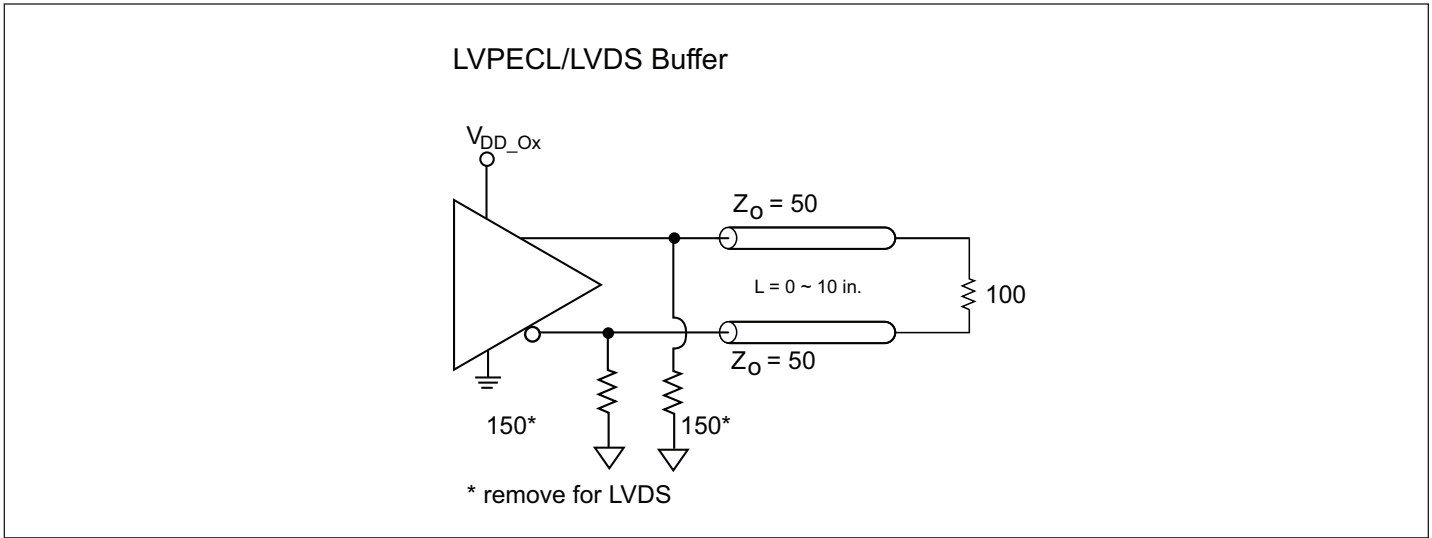 LVPECL/LVDS Buffer
VDD_Ox
Zo = 50
L = 0 ~ 10 in.
100
Zo = 50
150*
150*
* remove for LVDS